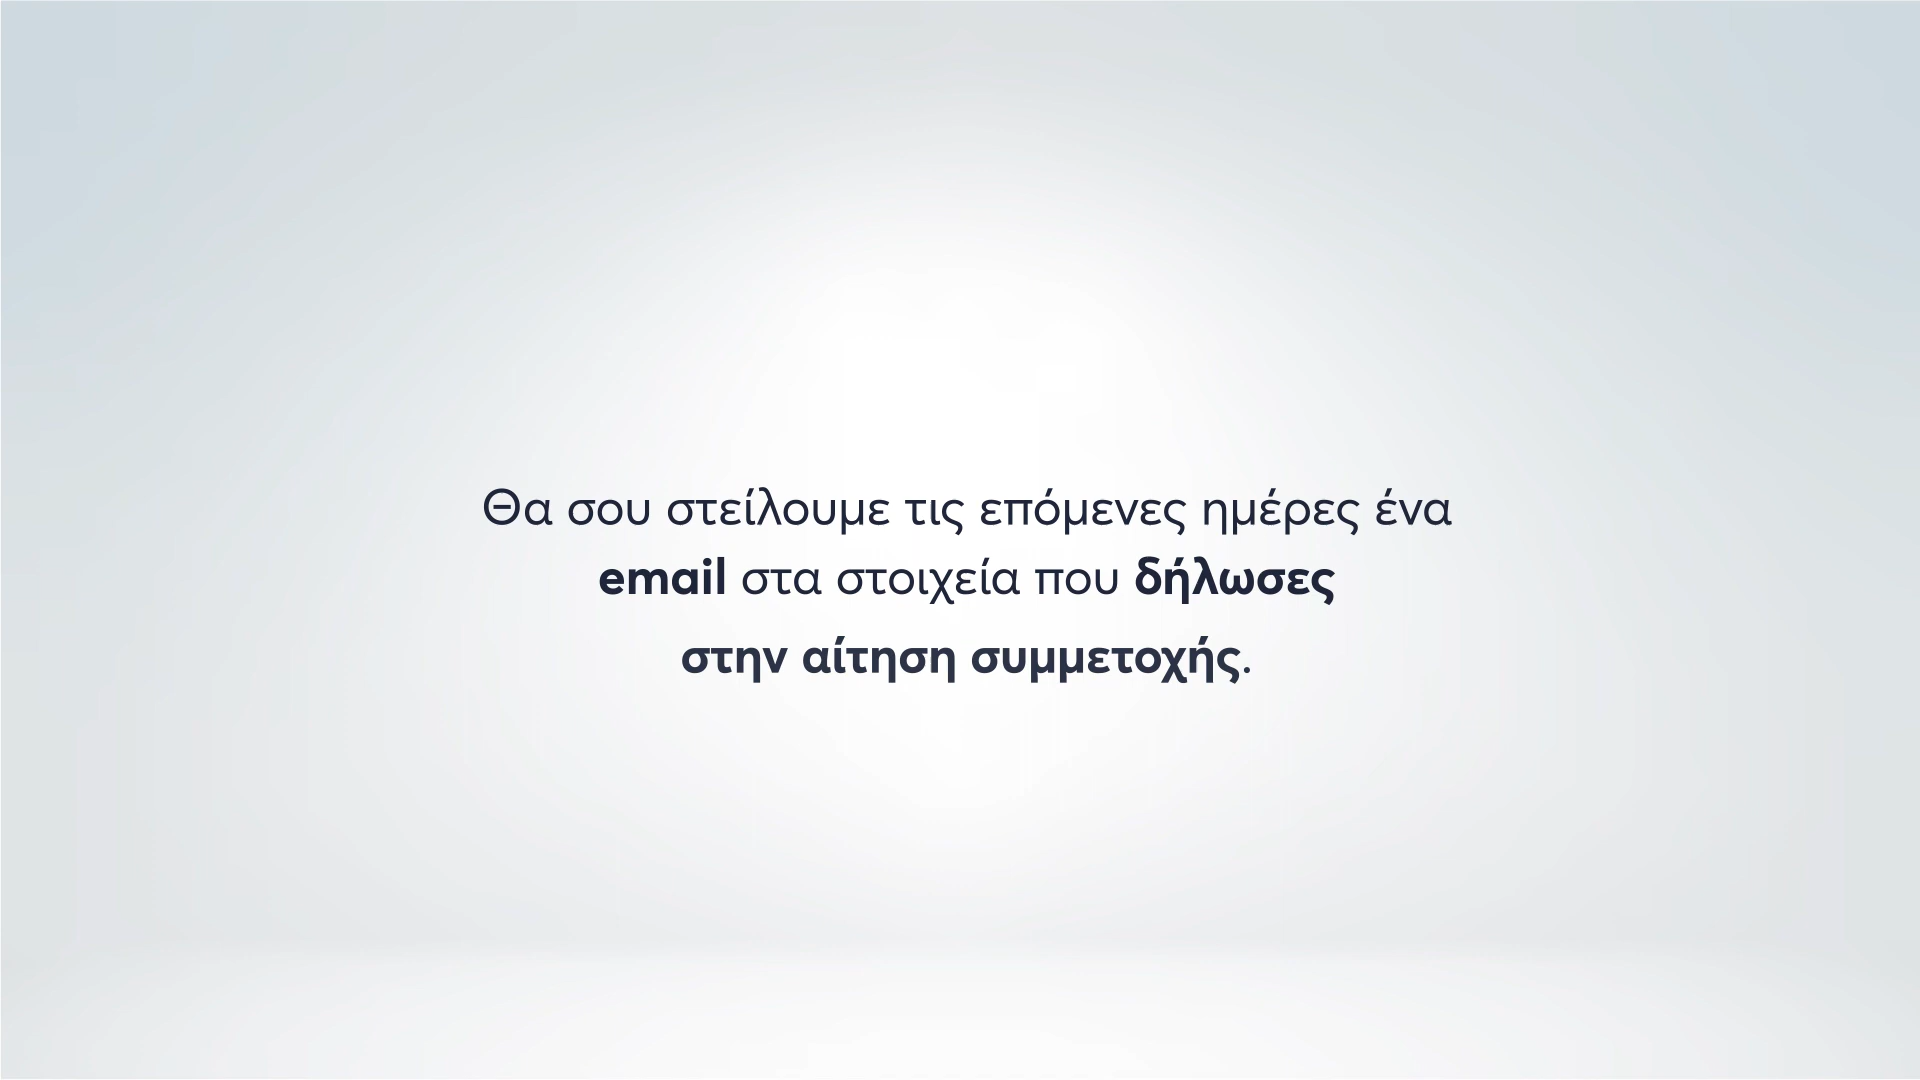 Θα σου στείλουμε τις επόμενες ημέρες ένα
email στα στοιχεία που δήλωσες
στην αίτηση συμμετοχής.